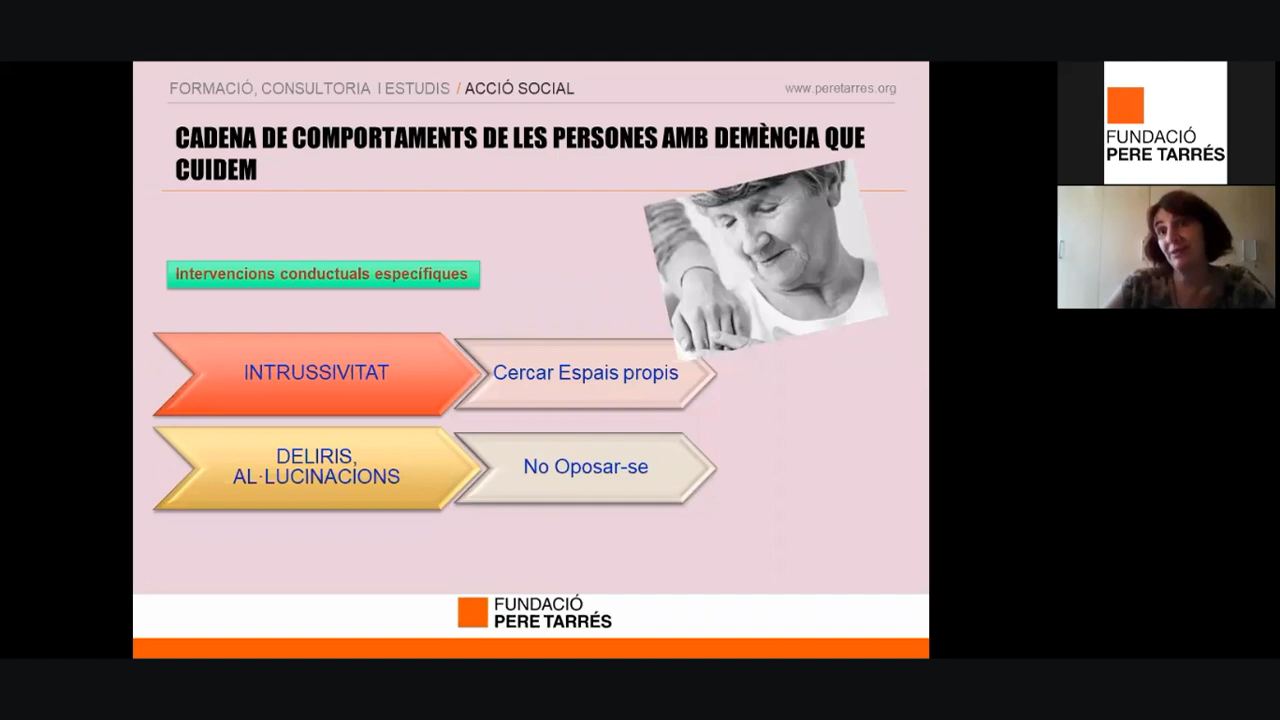 FORMACIÓ, CONSULTORIA I ESTUDIS / ACCIÓ SOCIAL
www.peretarres.org
CADENA DE COMPORTAMENTS DE LES PERSONES AMB DEMÈNCIA QUE
CUIDEM
Intervencions conductuals específiques
INTRUSSIVITAT
Cercar Espais propis
DELIRIS,
AL·LUCINACIONS
No Oposar-se
FUNDACIÓ
PERE TARRÉS
FUNDACIÓ
PERE TARRÉS